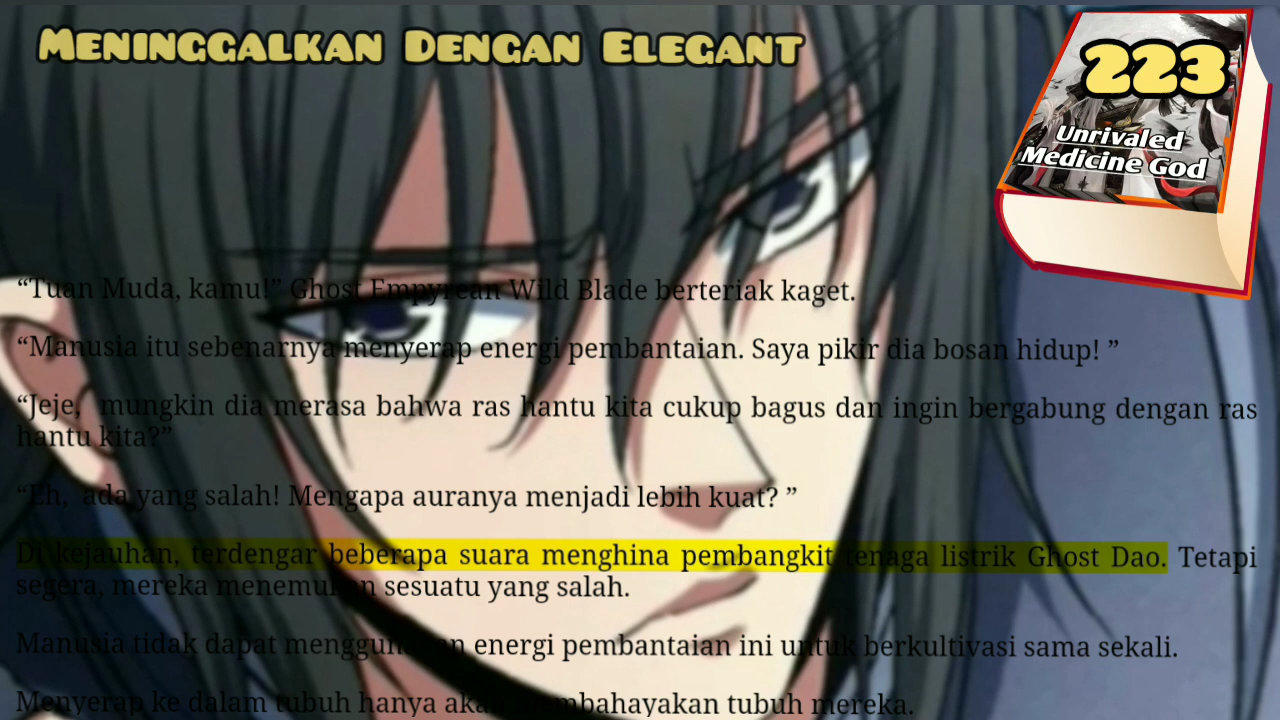 MENINGGALKAN DENGAN ELEGANT
223
Unrivaled
Medicine God
“Tuan Muda, kamu!” Ghost Empyrean Wild Blade berteriak kaget.
“Manusia itu sebenarnya menyerap energi pembantaian. Saya pikir dia bosan hidup! ”
“Jeje, mungkin dia merasa bahwa ras hantu kita cukup bagus dan ingin bergabung dengan ras
hantu kita?”
“Eh, ada yang salah! Mengapa auranya menjadi lebih kuat? ”
Di kejauhan, terdengar beberapa suara menghina pembangkit tenaga listrik Ghost Dao. Tetapi
segera, mereka menemukan sesuatu yang salah.
Manusia tidak dapat menggunakan energi pembantaian ini untuk berkultivasi sama sekali.
Menyerap ke dalam tubuh hanya akan membahayakan tubuh mereka.